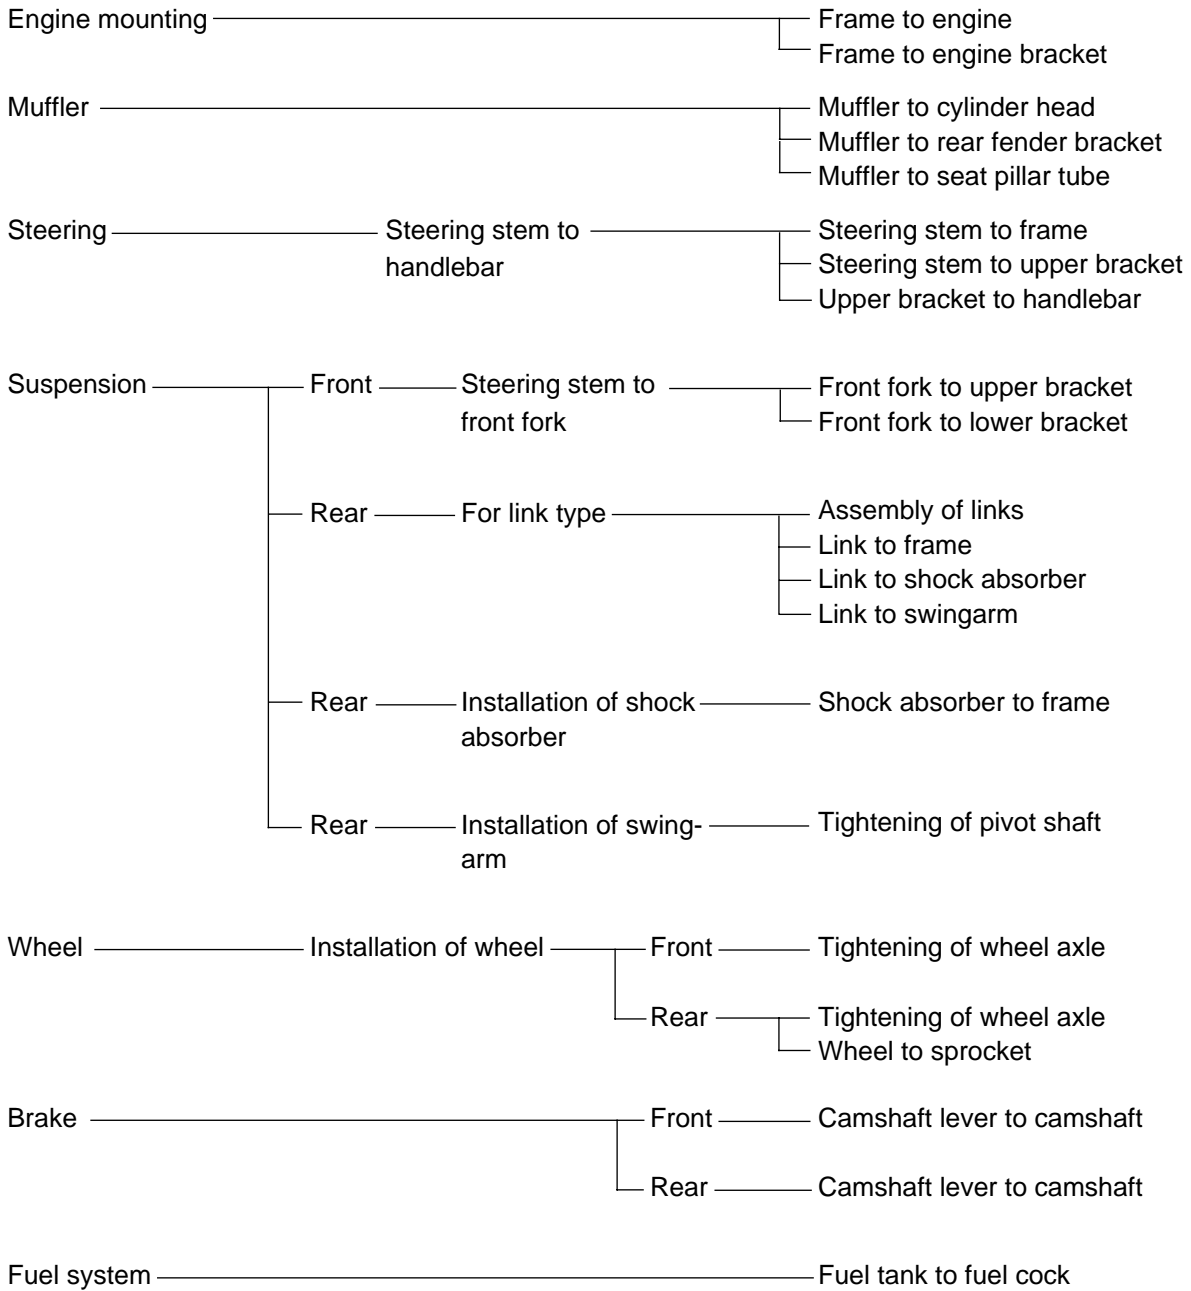 Engine mounting Frame to engine
Frame to engine bracket
Muffler Muffler to cylinder head
Muffler to rear fender bracket
Muffler to seat pillar tube
Steering Steering stem to Steering stem to frame
handlebar Steering stem to upper bracket
Upper bracket to handlebar
Suspension Front Steering stem to Front fork to upper bracket
front fork Front fork to lower bracket
Rear For link type Assembly of links
Link to frame
Link to shock absorber
Link to swingarm
Rear Installation of shock Shock absorber to frame
absorber
Rear Installation of swing- Tightening of pivot shaft
arm
Wheel Installation of wheel Front Tightening of wheel axle
Rear Tightening of wheel axle
Wheel to sprocket
Brake Front Camshaft lever to camshaft
Rear Camshaft lever to camshaft
Fuel system Fuel tank to fuel cock